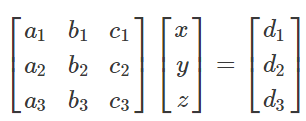 a₁ b₁ c₁ x d₁
a₂ b₂ c₂ y = d₂
a₃ b₃ c₃ z d₃